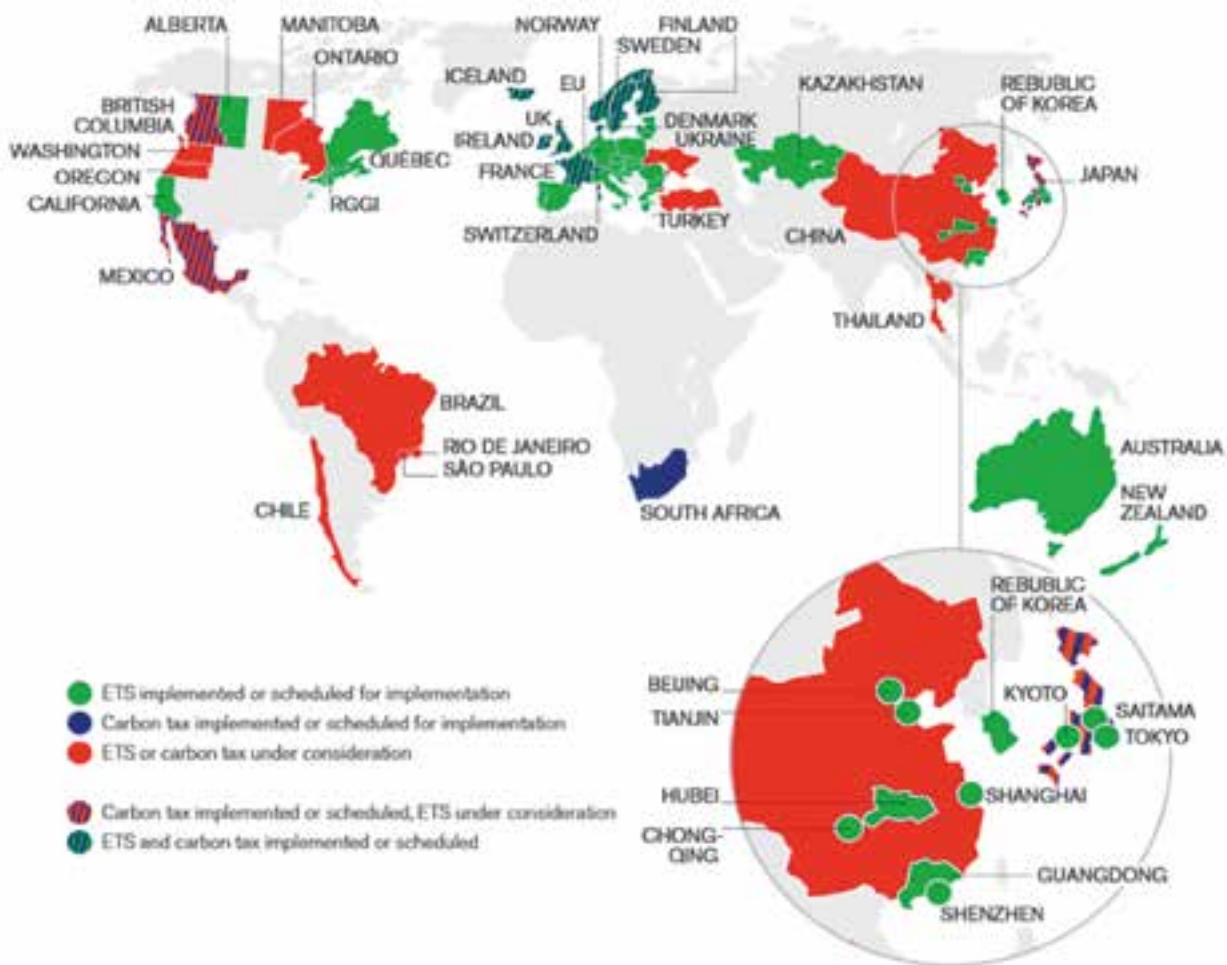 ALBERTA
MANITOBA
ONTARIO
NORWAY
FINLAND
SWEDEN
ICELAND
EU
KAZAKHSTAN
REBUBLIC
OF KOREA
BRITISH
COLUMBIA
UK
IRELAND
DENMARK
UKRAINE
WASHINGTON
OREGON
CALIFORNIA
QUÉBEC
FRANCE
JAPAN
RGGI
SWITZERLAND
TURKEY
CHINA
MEXICO
THAILAND
BRAZIL
RIO DE JANEIRO
SÃO PAULO
CHILE
SOUTH AFRICA
AUSTRALIA
NEW
ZEALAND
REBUBLIC
OF KOREA
BEIJING
TIANJIN
KYOTO
SAITAMA
TOKYO
HUBEI
SHANGHAI
CHONG-
QING
GUANGDONG
SHENZHEN
ETS implemented or scheduled for implementation
Carbon tax implemented or scheduled for implementation
ETS or carbon tax under consideration
Carbon tax implemented or scheduled, ETS under consideration
ETS and carbon tax implemented or scheduled